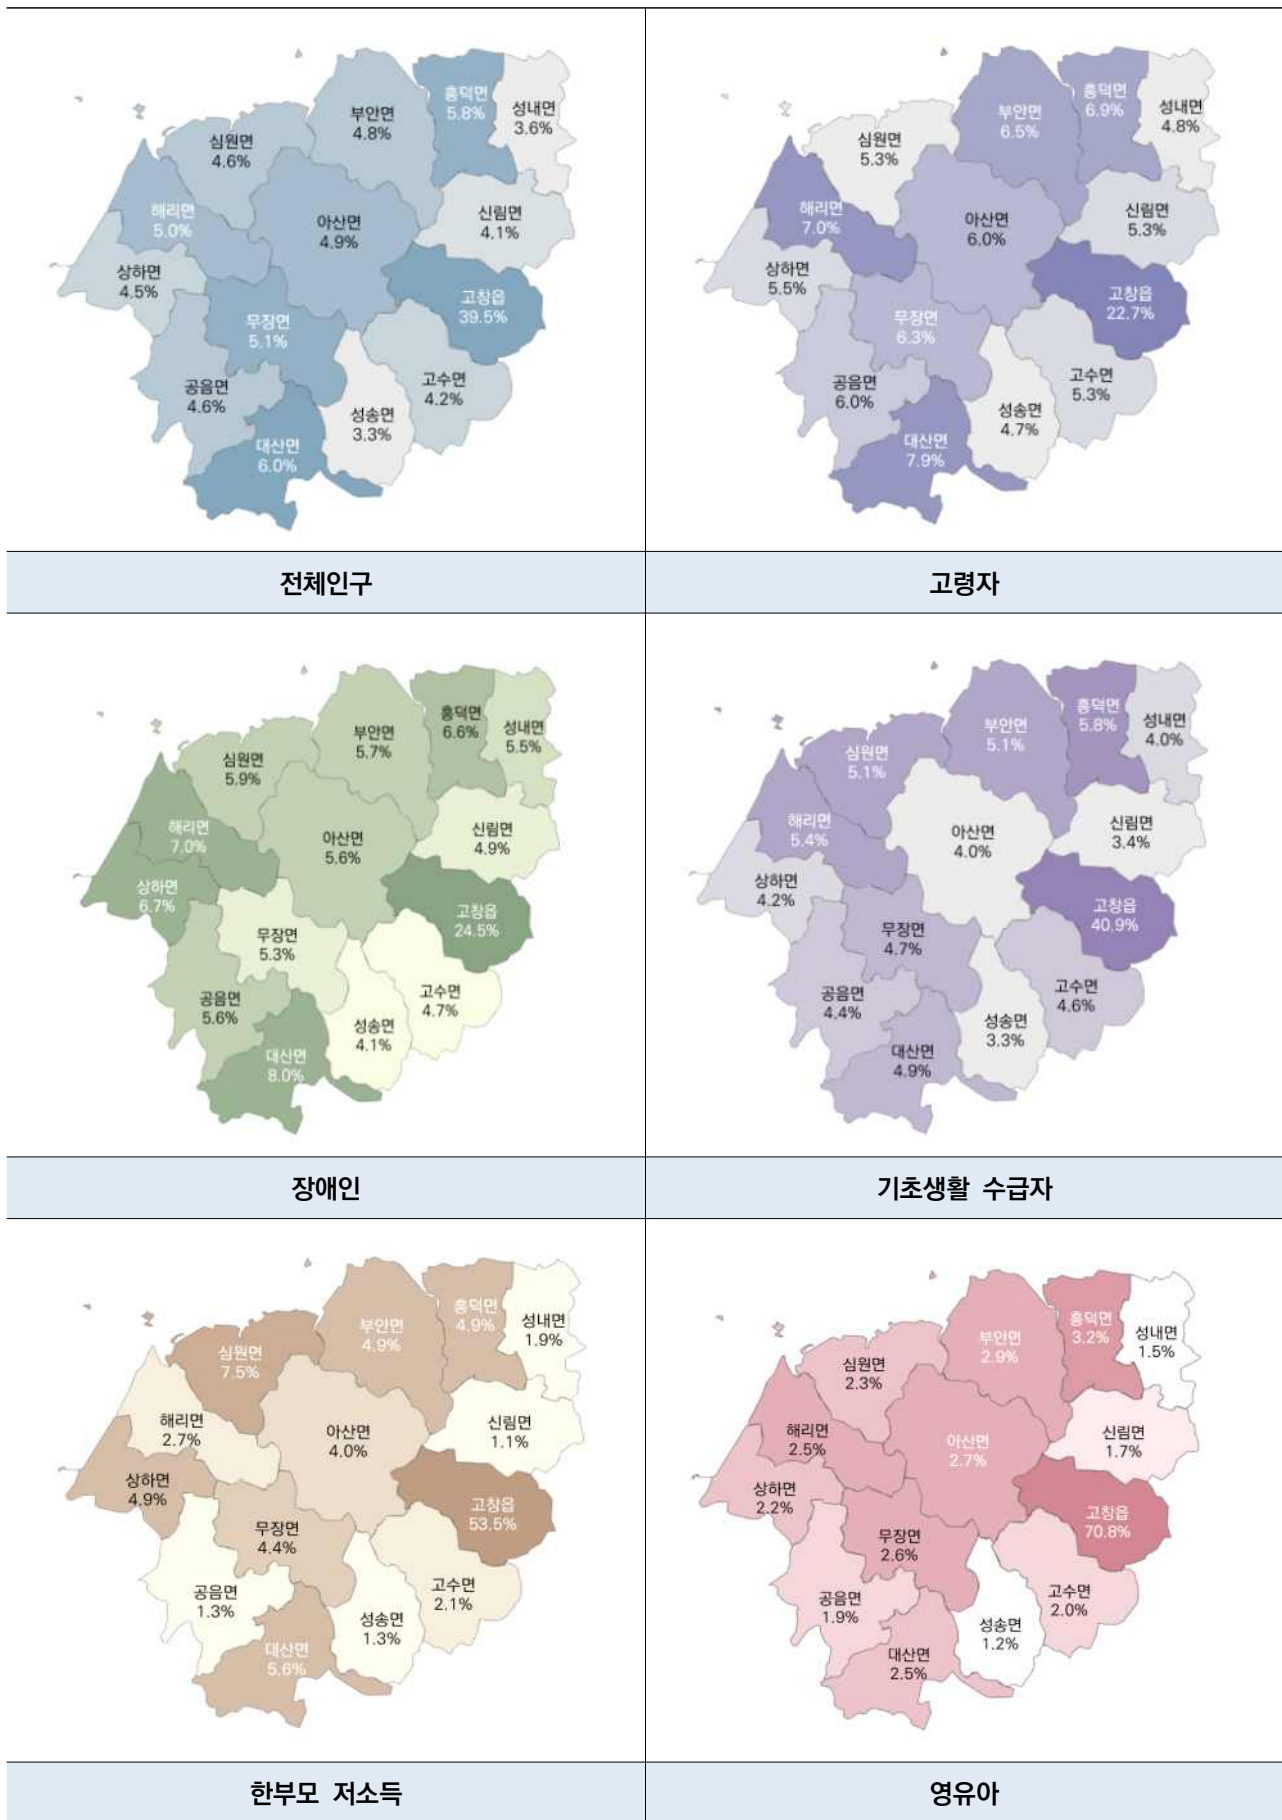 흥덕면
5.8%
성내면
3.6%
부안면
4.8%
심원면
4.6%
해리면
5.0%
아산면
4.9%
신림면
4.1%
상하면
4.5%
고창읍
39.5%
무장면
5.1%
고수면
4.2%
공음면
4.6%
성송면
3.3%
대산면
6.0%
흥덕면
6.9%
성내면
4.8%
부안면
6.5%
심원면
5.3%
해리면
7.0%
아산면
6.0%
신림면
5.3%
상하면
5.5%
고창읍
22.7%
무장면
6.3%
고수면
5.3%
공음면
6.0%
성송면
4.7%
대산면
7.9%
전체인구
고령자
흥덕면
6.6%
성내면
5.5%
부안면
5.7%
심원면
5.9%
해리면
7.0%
아산면
5.6%
신림면
4.9%
상하면
6.7%
고창읍
24.5%
무장면
5.3%
고수면
4.7%
공음면
5.6%
성송면
4.1%
대산면
8.0%
흥덕면
5.8%
성내면
4.0%
부안면
5.1%
심원면
5.1%
해리면
5.4%
아산면
4.0%
신림면
3.4%
상하면
4.2%
고창읍
40.9%
무장면
4.7%
고수면
4.6%
공음면
4.4%
성송면
3.3%
대산면
4.9%
장애인
기초생활 수급자
흥덕면
4.9%
성내면
1.9%
부안면
4.9%
심원면
7.5%
해리면
2.7%
아산면
4.0%
신림면
1.1%
상하면
4.9%
고창읍
53.5%
무장면
4.4%
고수면
2.1%
공음면
1.3%
성송면
1.3%
대산면
5.6%
흥덕면
3.2%
성내면
1.5%
부안면
2.9%
심원면
2.3%
해리면
2.5%
아산면
2.7%
신림면
1.7%
상하면
2.2%
고창읍
70.8%
무장면
2.6%
고수면
2.0%
공음면
1.9%
성송면
1.2%
대산면
2.5%
한부모 저소득
영유아